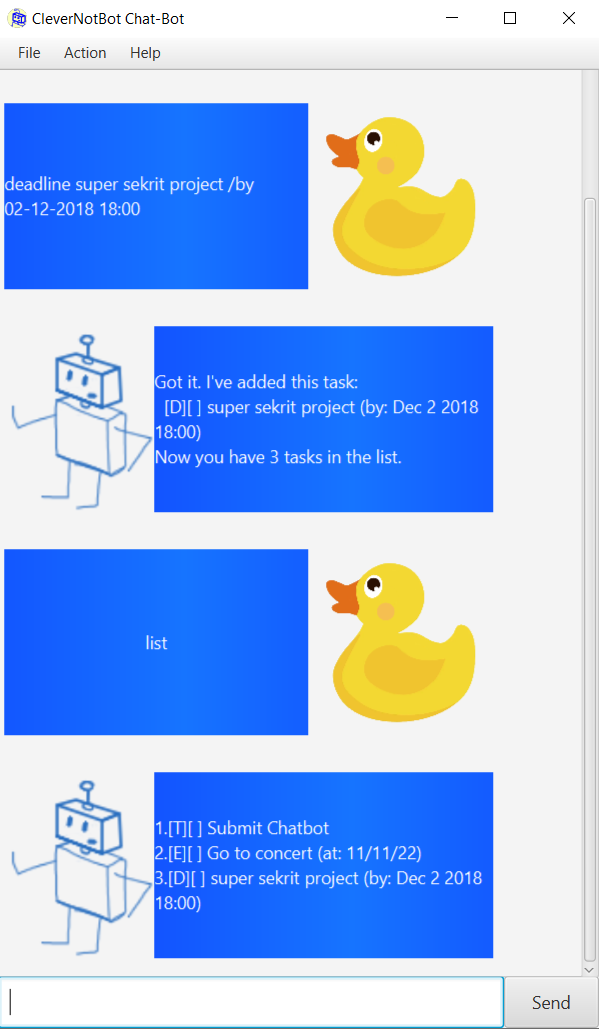 CleverNotBot Chat-Bot
File Action Help
deadline super sekrit project /by
02-12-2018 18:00
Got it. I've added this task:
[D][ ] super sekrit project (by: Dec 2 2018
18:00)
Now you have 3 tasks in the list.
list
1.[T][ ] Submit Chatbot
2.[E][ ] Go to concert (at: 11/11/22)
3.[D][ ] super sekrit project (by: Dec 2 2018
18:00)
Send